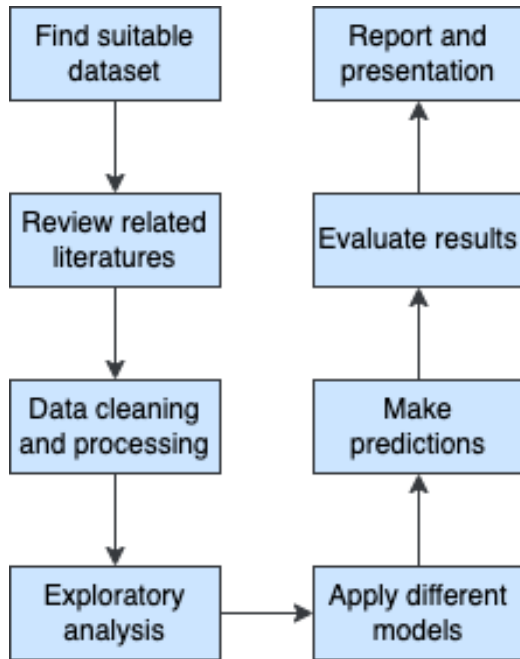 Find suitable
dataset
Review related
literatures
Data cleaning
and processing
Exploratory
analysis
Apply different
models
Make
predictions
Evaluate results
Report and
presentation